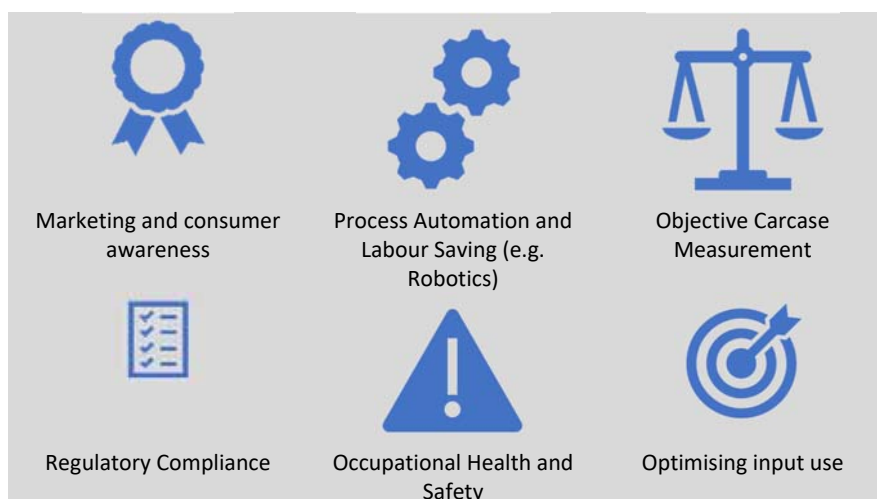 Marketing and consumer
awareness
Process Automation and
Labour Saving (e.g.
Robotics)
Objective Carcase
Measurement
Regulatory Compliance
Occupational Health and
Safety
Optimising input use